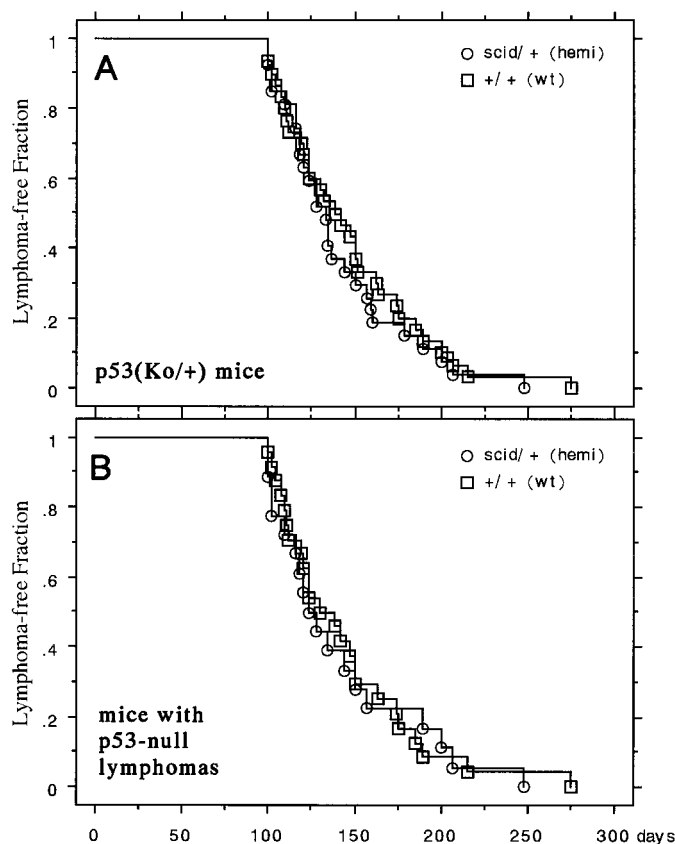 A
scid/ + (hemi)
+/ + (wt)
Lymphoma-free Fraction
1
.8
.6
.4
.2
0
p53(Ko/+) mice
B
scid/ + (hemi)
+/ + (wt)
Lymphoma-free Fraction
1
.8
.6
.4
.2
0
mice with
p53-null
lymphomas
0 50 100 150 200 250 300 days